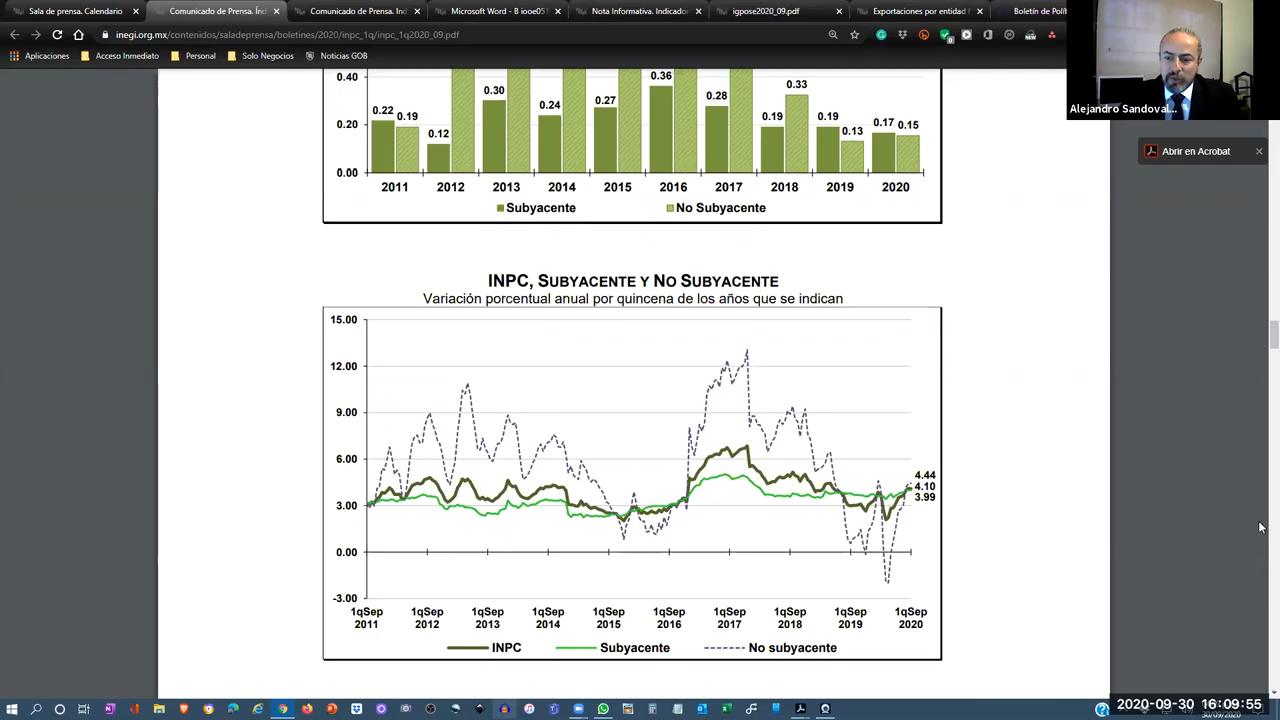 Sala de prensa. Calendario
Comunicado de Prensa. Índ
Comunicado de Prensa. Ind
Microsoft Word - B iooe05
Nota Informativa. Indicador
igpose2020_09.pdf
Exportaciones por entidad
Boletín de Polí
inegi.org.mx/contenidos/saladeprensa/boletines/2020/inpc_1q/inpc_1q2020_09.pdf
Aplicaciones
Acceso Inmediato
Personal
Solo Negocios
Noticias GOB
Alejandro Sandoval...
Abrir en Acrobat
0.40
0.36
0.20
0.00
0.22
0.19
0.12
0.30
0.24
0.27
0.28
0.19
0.33
0.19
0.13
0.17
0.15
2011 2012 2013 2014 2015 2016 2017 2018 2019 2020
Subyacente
No Subyacente
INPC, SUBYACENTE Y NO SUBYACENTE
Variación porcentual anual por quincena de los años que se indican
15.00
12.00
9.00
6.00
3.00
0.00
-3.00
4.44
4.10
3.99
1qSep 1qSep 1qSep 1qSep 1qSep 1qSep 1qSep 1qSep 1qSep 1qSep
2011 2012 2013 2014 2015 2016 2017 2018 2019 2020
INPC
Subyacente
No subyacente
2020-09-30 16:09:55
30/09/2020